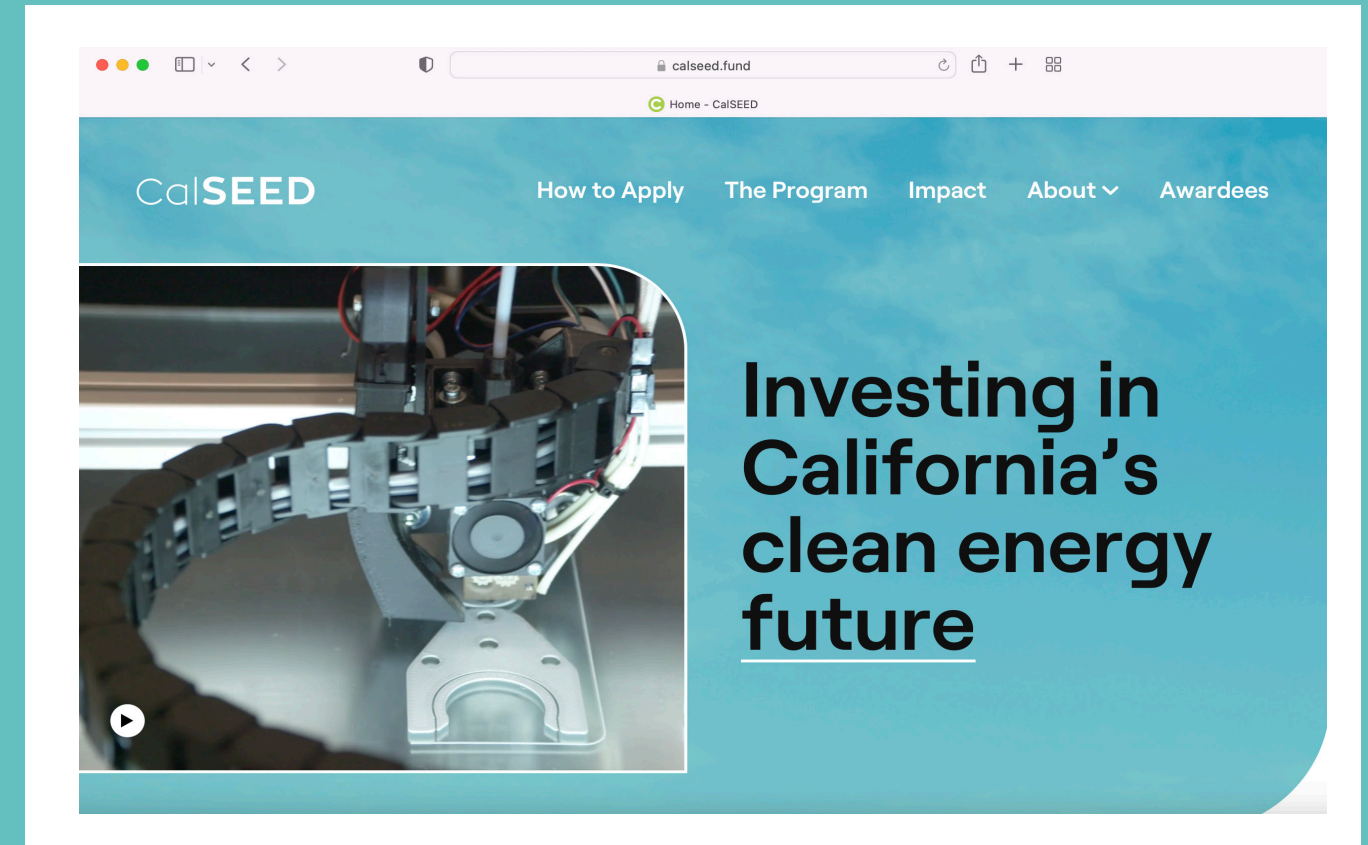 calseed.fund
Home - CalSEED
CalSEED
How to Apply The Program Impact About Awardees
Investing in
California’s
clean energy
future